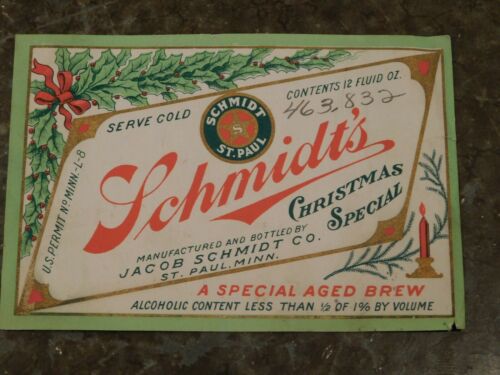 CONTENTS 12 FLUID OZ.
463,832
SERVE COLD
SCHMIDT
S
ST. PAUL
U.S. PERMIT NO MINN-L-8
Schmidt's
CHRISTMAS
SPECIAL
MANUFACTURED AND BOTTLED BY
JACOB SCHMIDT CO.
ST. PAUL, MINN.
A SPECIAL AGED BREW
ALCOHOLIC CONTENT LESS THAN ½ OF 1% BY VOLUME